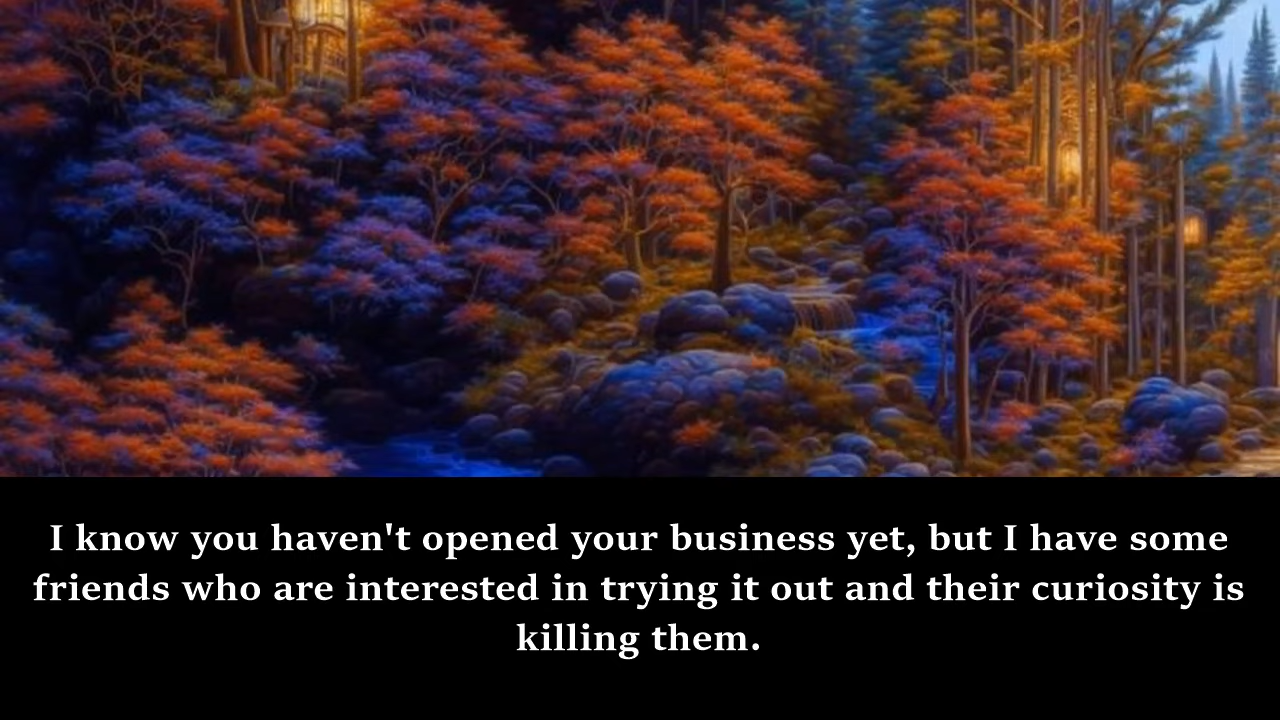 I know you haven't opened your business yet, but I have some
friends who are interested in trying it out and their curiosity is
killing them.